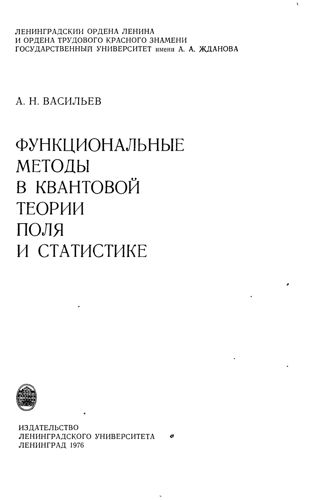 ЛЕНИНГРАДСКИЙ ОРДЕНА ЛЕНИНА
И ОРДЕНА ТРУДОВОГО КРАСНОГО ЗНАМЕНИ
ГОСУДАРСТВЕННЫЙ УНИВЕРСИТЕТ имени А. А. ЖДАНОВА
А. Н. ВАСИЛЬЕВ
ФУНКЦИОНАЛЬНЫЕ
МЕТОДЫ
В КВАНТОВОЙ
ТЕОРИИ
ПОЛЯ
И СТАТИСТИКЕ
ИЗДАТЕЛЬСТВО
ЛЕНИНГРАДСКОГО УНИВЕРСИТЕТА
ЛЕНИНГРАД 1976